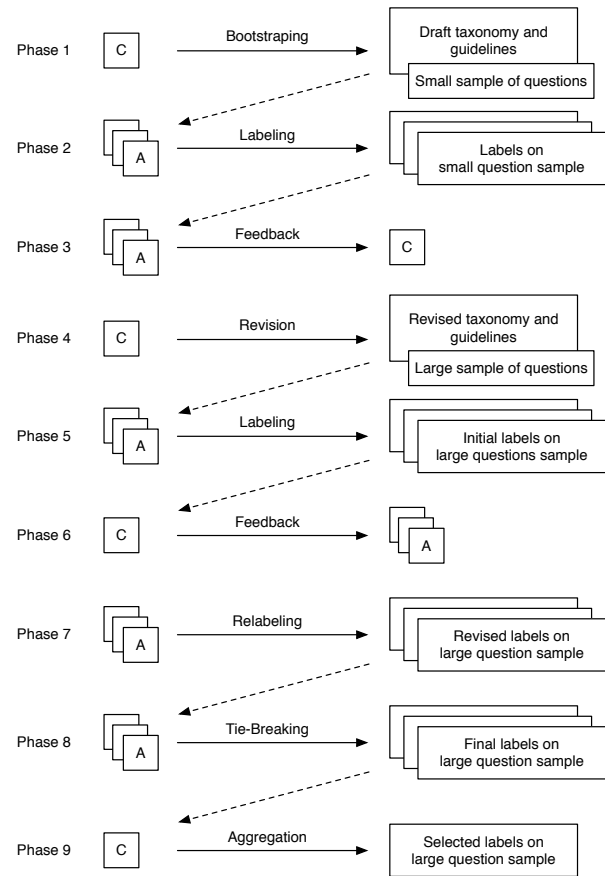 Phase 1
C
Bootstraping
Draft taxonomy and
guidelines
Small sample of questions
Phase 2
A
Labeling
Labels on
small question sample
Phase 3
A
Feedback
C
Phase 4
C
Revision
Revised taxonomy and
guidelines
Large sample of questions
Phase 5
A
Labeling
Initial labels on
large questions sample
Phase 6
C
Feedback
A
Phase 7
A
Relabeling
Revised labels on
large question sample
Phase 8
A
Tie-Breaking
Final labels on
large question sample
Phase 9
C
Aggregation
Selected labels on
large question sample